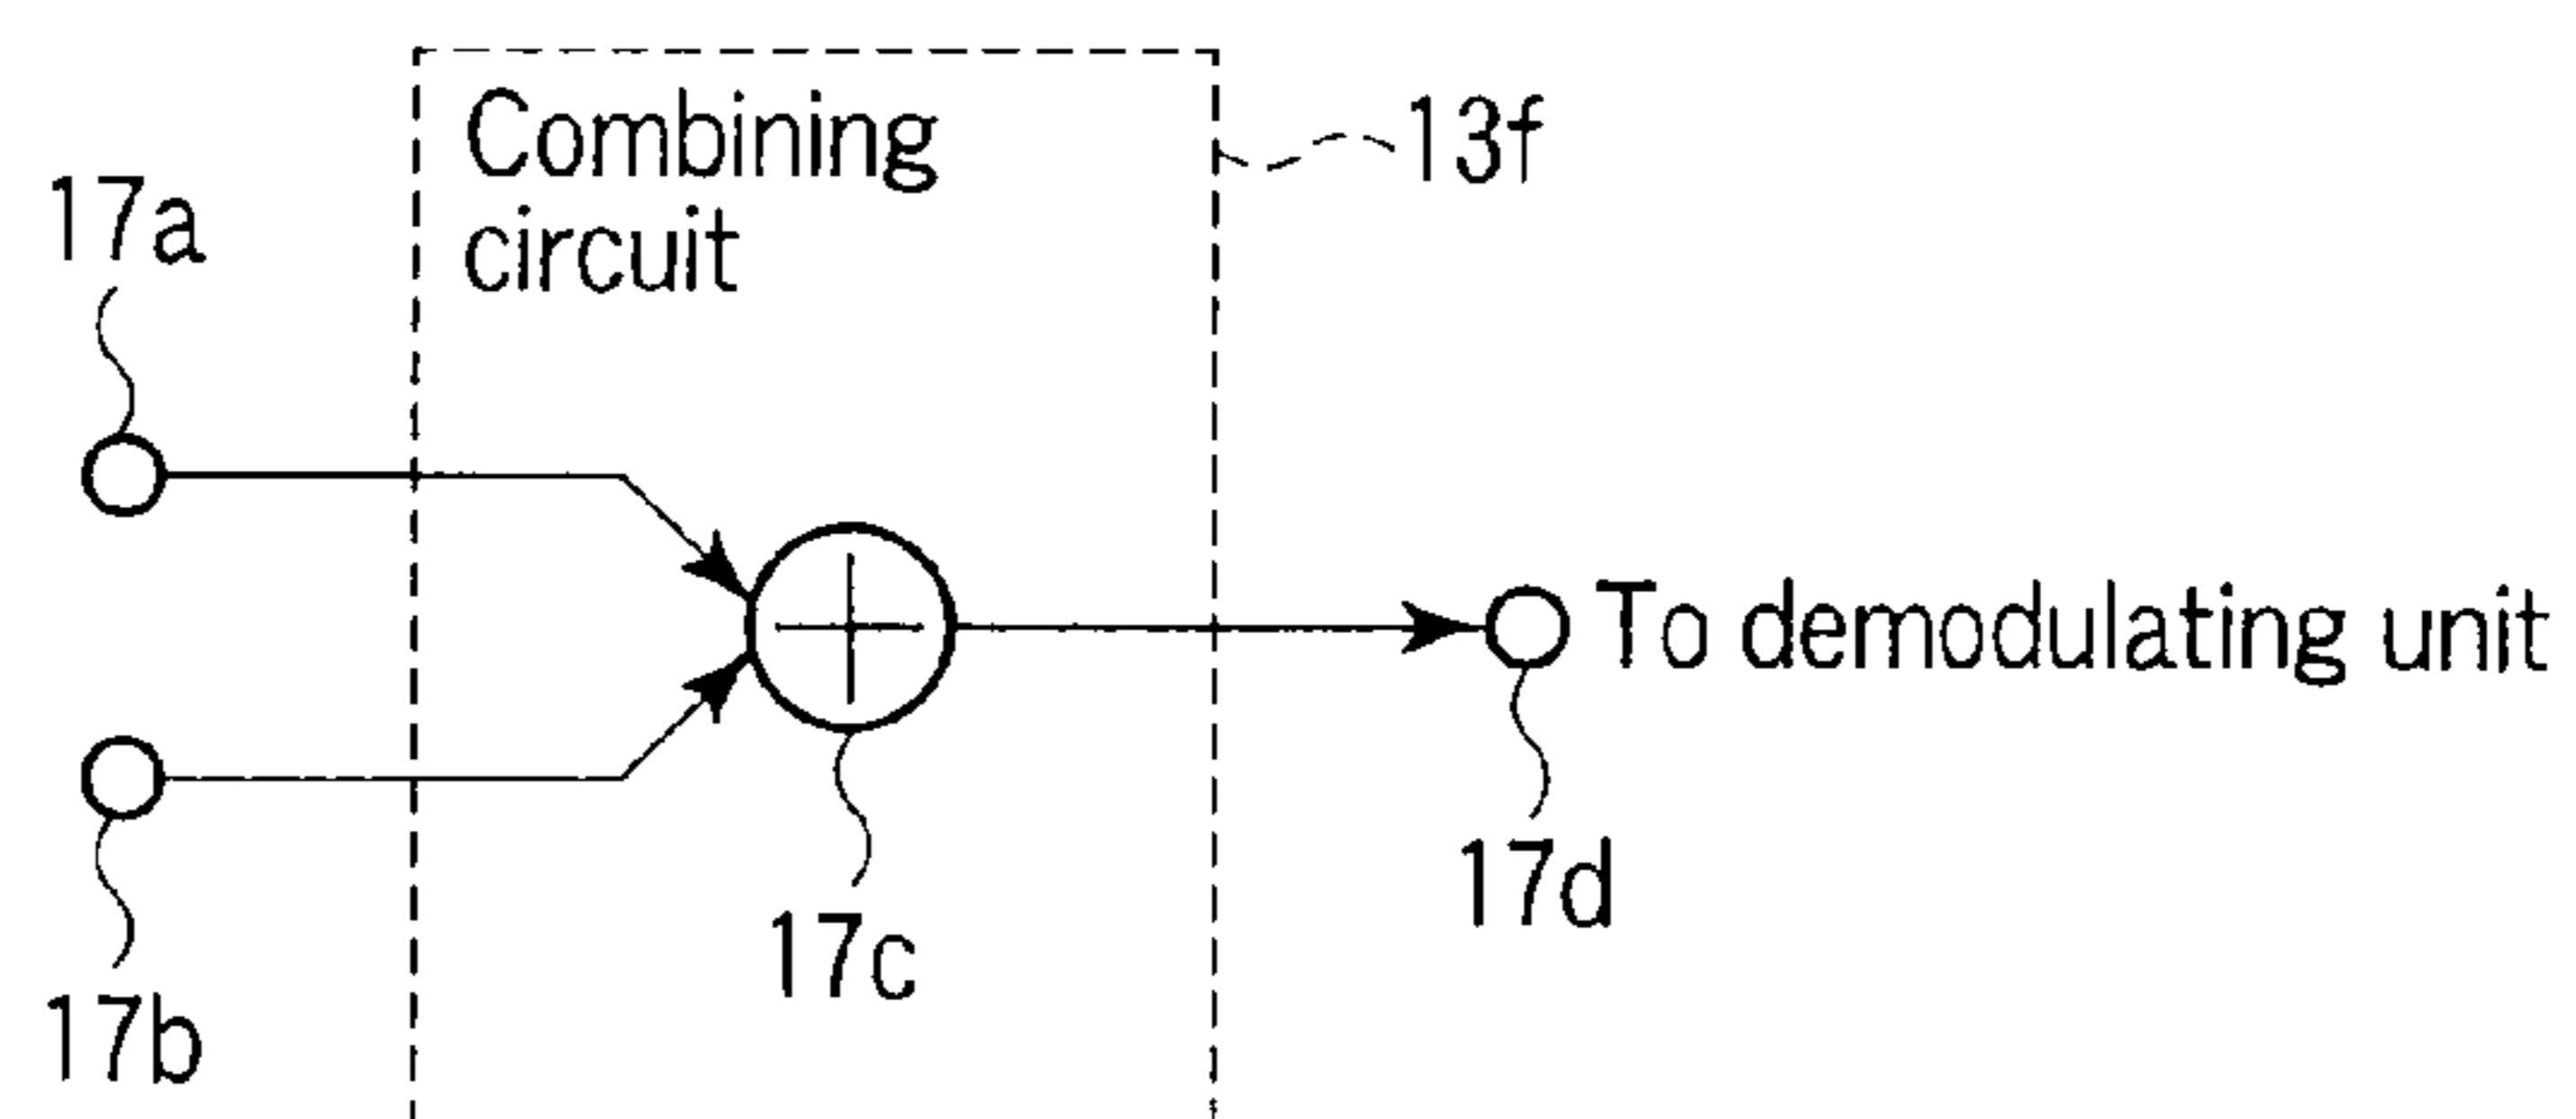 Combining
circuit
13f
17a
To demodulating unit
17d
17c
17b